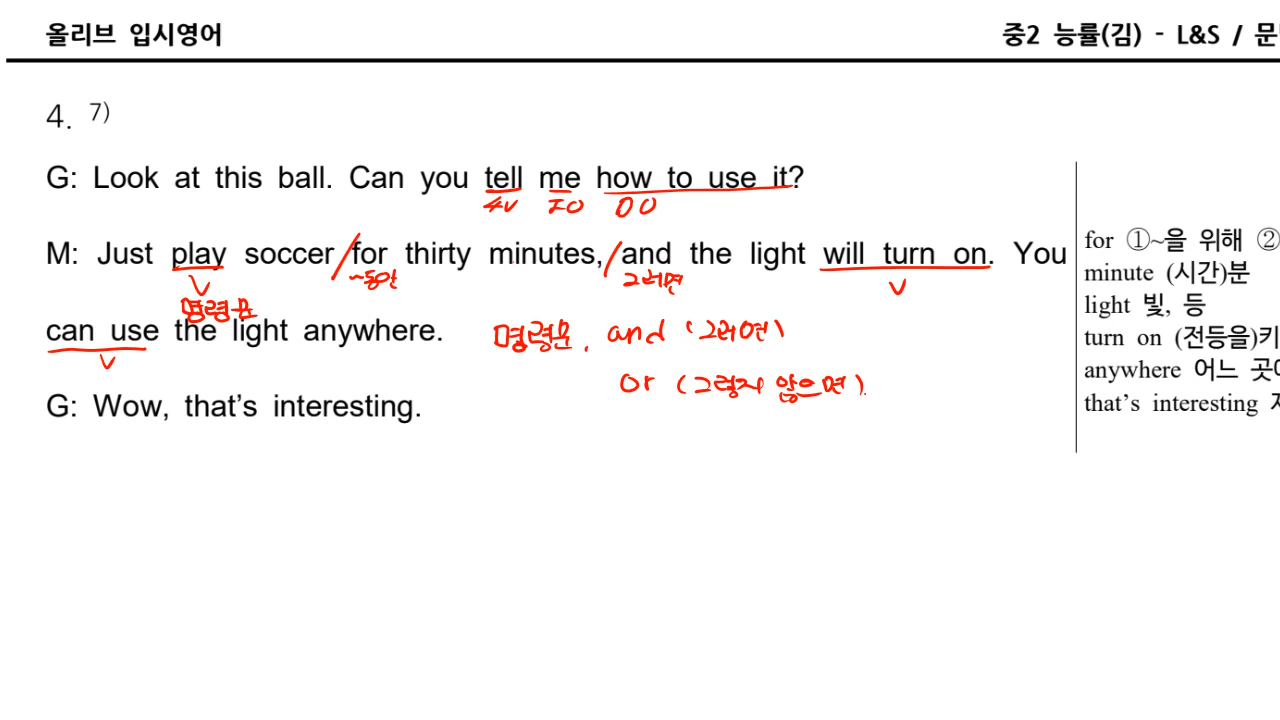 올리브 입시영어
중2 능률(김) - L&S / 문
4. 7)
G: Look at this ball. Can you tell me how to use it?
4V IO DO
M: Just play soccer for thirty minutes, and the light will turn on. You
V 명령문 ~동안 그러면 V
can use the light anywhere.
V
명령문, and (그러면)
or (그렇지 않으면).
G: Wow, that’s interesting.
for ①~을 위해 ②
minute (시간)분
light 빛, 등
turn on (전등을)키
anywhere 어느 곳
that’s interesting